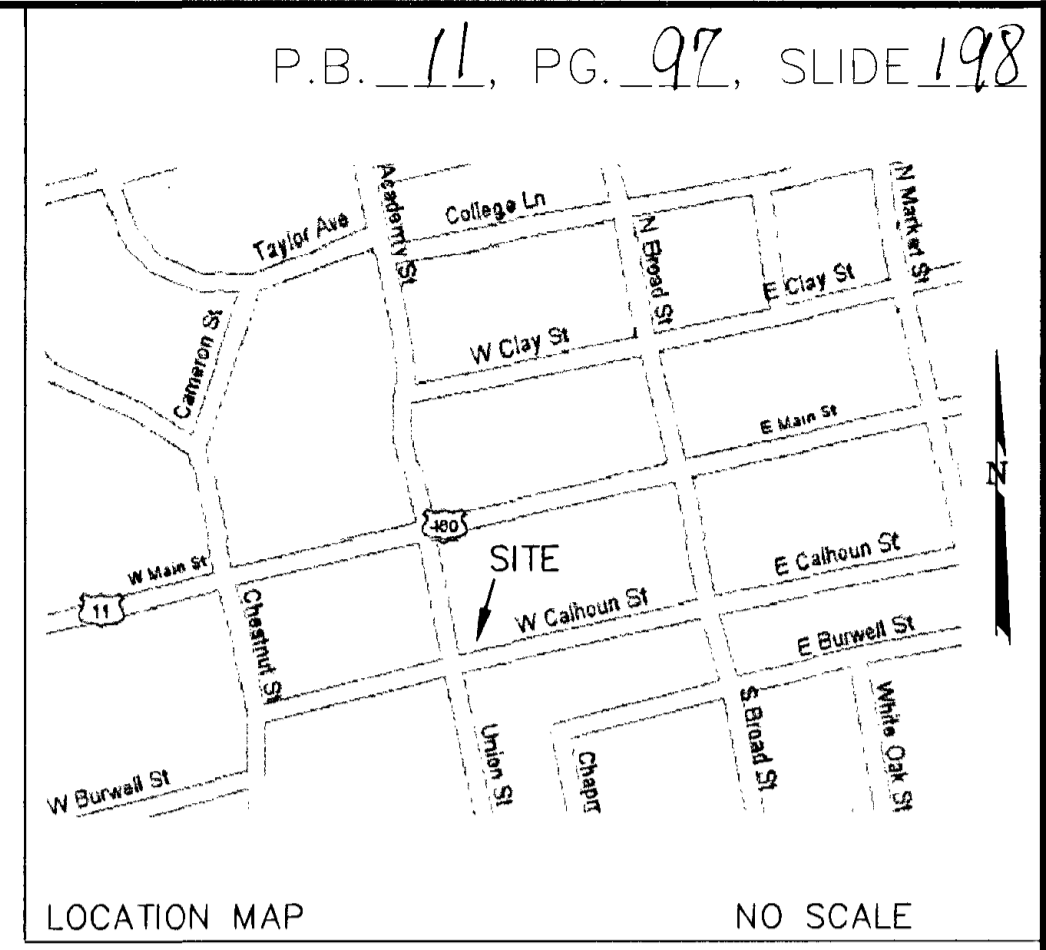 P.B. 11, PG. 97, SLIDE 198
Academy St
College Ln
Taylor Ave
N Market St
N Broad St
E Clay St
Cameron St
W Clay St
E Main St
N
SITE
W Main St
11
E Calhoun St
W Calhoun St
Chestnut St
E Burwell St
Union St
S Broad St
White Oak St
W Burwell St
LOCATION MAP NO SCALE